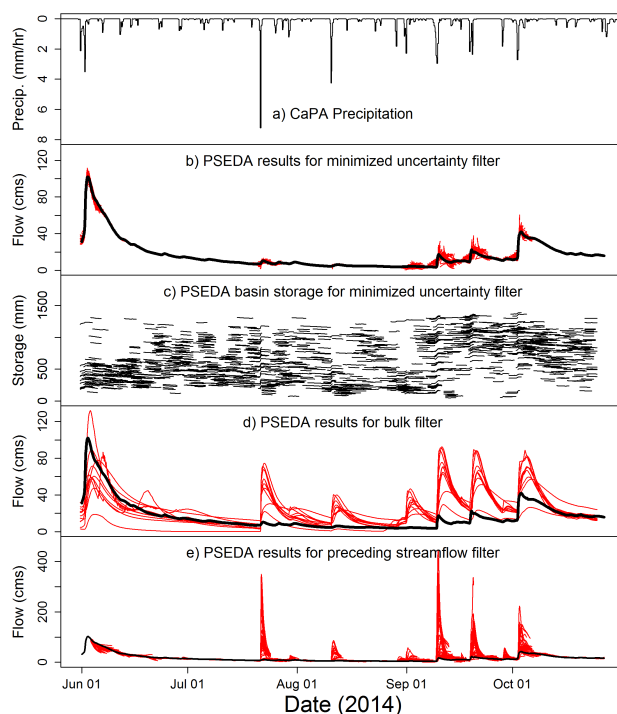 0
2
4
6
8
Precip. (mm/hr)
a) CaPA Precipitation
b) PSEDA results for minimized uncertainty filter
120
80
40
0
Flow (cms)
c) PSEDA basin storage for minimized uncertainty filter
1500
500
0
Storage (mm)
d) PSEDA results for bulk filter
120
80
40
0
Flow (cms)
e) PSEDA results for preceding streamflow filter
400
200
0
Flow (cms)
Jun 01 Jul 01 Aug 01 Sep 01 Oct 01
Date (2014)